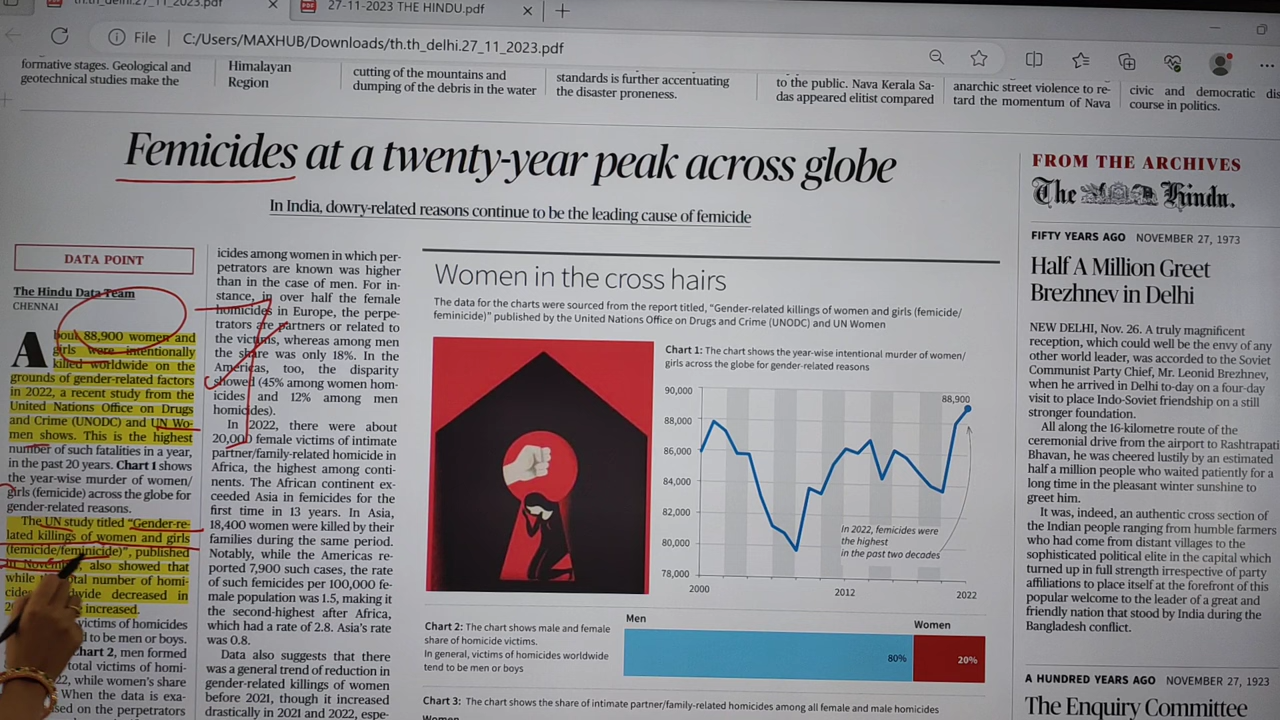 th.th_delhi.27_11_2023.pdf
27-11-2023 THE HINDU.pdf
File
C:/Users/MAXHUB/Downloads/th.th_delhi.27_11_2023.pdf
formative stages. Geological and
geotechnical studies make the
Himalayan
Region
cutting of the mountains and
dumping of the debris in the water
standards is further accentuating
the disaster proneness.
to the public. Nava Kerala Sa-
das appeared elitist compared
anarchic street violence to re-
tard the momentum of Nava
civic and democratic dis
course in politics.
Femicides at a twenty-year peak across globe
In India, dowry-related reasons continue to be the leading cause of femicide
DATA POINT
The Hindu Data Team
CHENNAI
About 88,900 women and
girls were intentionally
killed worldwide on the
grounds of gender-related factors
in 2022, a recent study from the
United Nations Office on Drugs
and Crime (UNODC) and UN Wo-
men shows. This is the highest
number of such fatalities in a year,
in the past 20 years. Chart 1 shows
the year-wise murder of women/
girls (femicide) across the globe for
gender-related reasons.
The UN study titled “Gender-re-
lated killings of women and girls
(femicide/feminicide)”, published
in November, also showed that
while total number of homi-
cides decreased in
increased.
victims of homicides
to be men or boys.
Chart 2, men formed
total victims of homi-
22, while women's share
When the data is exa-
sed on the perpetrators
icides among women in which per-
petrators are known was higher
than in the case of men. For in-
stance, in over half the female
homicides in Europe, the perpe-
trators are partners or related to
the victims, whereas among men
the share was only 18%. In the
Americas, too, the disparity
showed (45% among women hom-
icides and 12% among men
homicides).
In 2022, there were about
20,000 female victims of intimate
partner/family-related homicide in
Africa, the highest among conti-
nents. The African continent ex-
ceeded Asia in femicides for the
first time in 13 years. In Asia,
18,400 women were killed by their
families during the same period.
Notably, while the Americas re-
ported 7,900 such cases, the rate
of such femicides per 100,000 fe-
male population was 1.5, making it
the second-highest after Africa,
which had a rate of 2.8. Asia's rate
was 0.8.
Data also suggests that there
was a general trend of reduction in
gender-related killings of women
before 2021, though it increased
drastically in 2021 and 2022, espe-
Women in the cross hairs
The data for the charts were sourced from the report titled, “Gender-related killings of women and girls (femicide/
feminicide)” published by the United Nations Office on Drugs and Crime (UNODC) and UN Women
Chart 1: The chart shows the year-wise intentional murder of women/
girls across the globe for gender-related reasons
90,000
88,000
86,000
84,000
82,000
80,000
78,000
88,900
In 2022, femicides were
the highest
in the past two decades
2000
2012
2022
Chart 2: The chart shows male and female
share of homicide victims.
In general, victims of homicides worldwide
tend to be men or boys
Men
Women
80%
20%
Chart 3: The chart shows the share of intimate partner/family-related homicides among all female and male homicides
Women
FROM THE ARCHIVES
The Hindu.
FIFTY YEARS AGO NOVEMBER 27, 1973
Half A Million Greet
Brezhnev in Delhi
NEW DELHI, Nov. 26. A truly magnificent
reception, which could well be the envy of any
other world leader, was accorded to the Soviet
Communist Party Chief, Mr. Leonid Brezhnev,
when he arrived in Delhi to-day on a four-day
visit to place Indo-Soviet friendship on a still
stronger foundation.
All along the 16-kilometre route of the
ceremonial drive from the airport to Rashtrapati
Bhavan, he was cheered lustily by an estimated
half a million people who waited patiently for a
long time in the pleasant winter sunshine to
greet him.
It was, indeed, an authentic cross section of
the Indian people ranging from humble farmers
who had come from distant villages to the
sophisticated political elite in the capital which
turned up in full strength irrespective of party
affiliations to place itself at the forefront of this
popular welcome to the leader of a great and
friendly nation that stood by India during the
Bangladesh conflict.
A HUNDRED YEARS AGO NOVEMBER 27, 1923
The Enquiry Committee